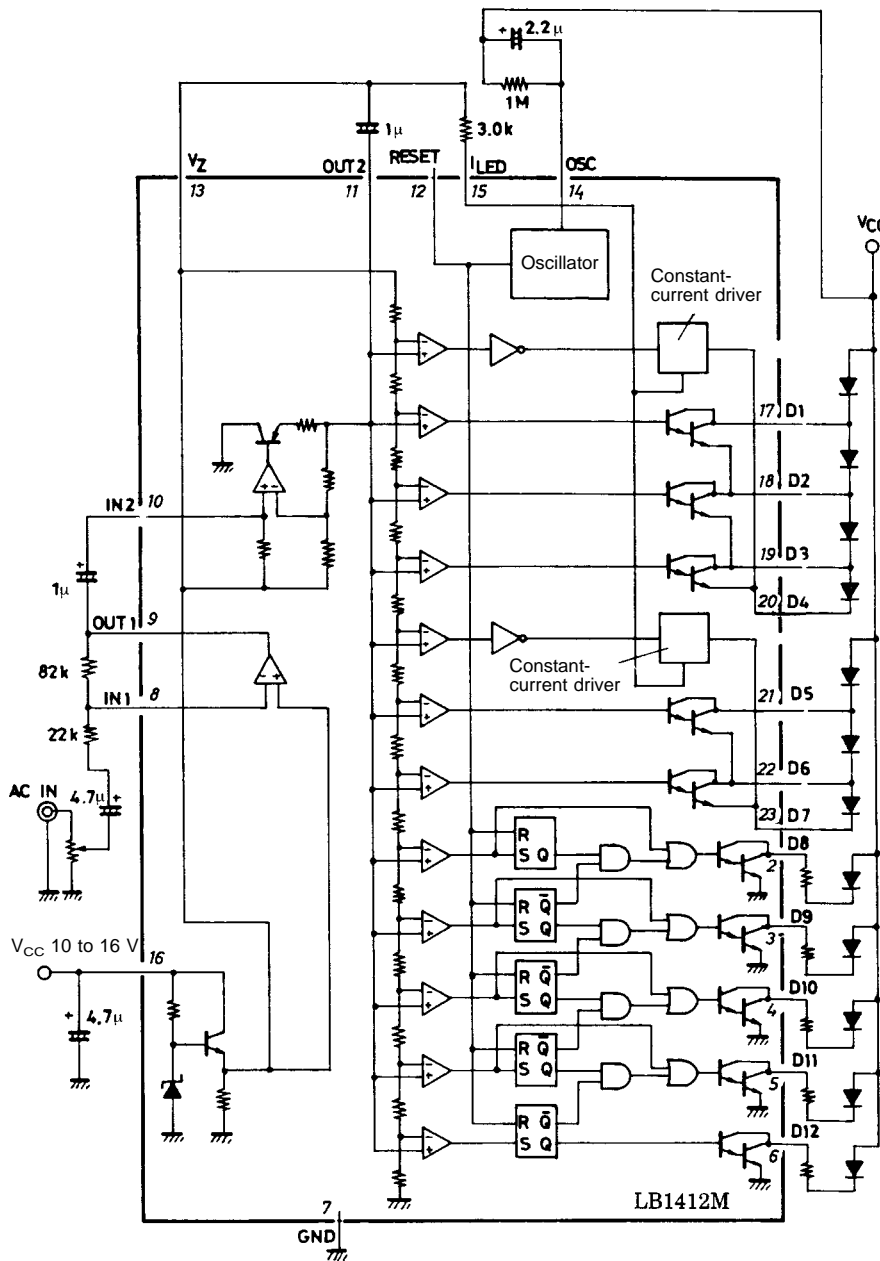 + 2.2µ
1M
1µ
3.0k
VZ
OUT2
RESET
ILED
OSC
13
11
12
15
14
VCC
Oscillator
Constant-
current driver
17 D1
18 D2
IN2 10
19 D3
1µ
20 D4
OUT1 9
82k
Constant-
current driver
IN1 8
21 D5
22k
22 D6
AC IN
4.7µ +
23 D7
R
S Q
D8
2
R Q̅
S Q
D9
3
VCC 10 to 16 V
16
R Q̅
S Q
D10
4
+ 4.7µ
R Q̅
S Q
D11
5
R Q̅
S Q
D12
6
7
GND
LB1412M